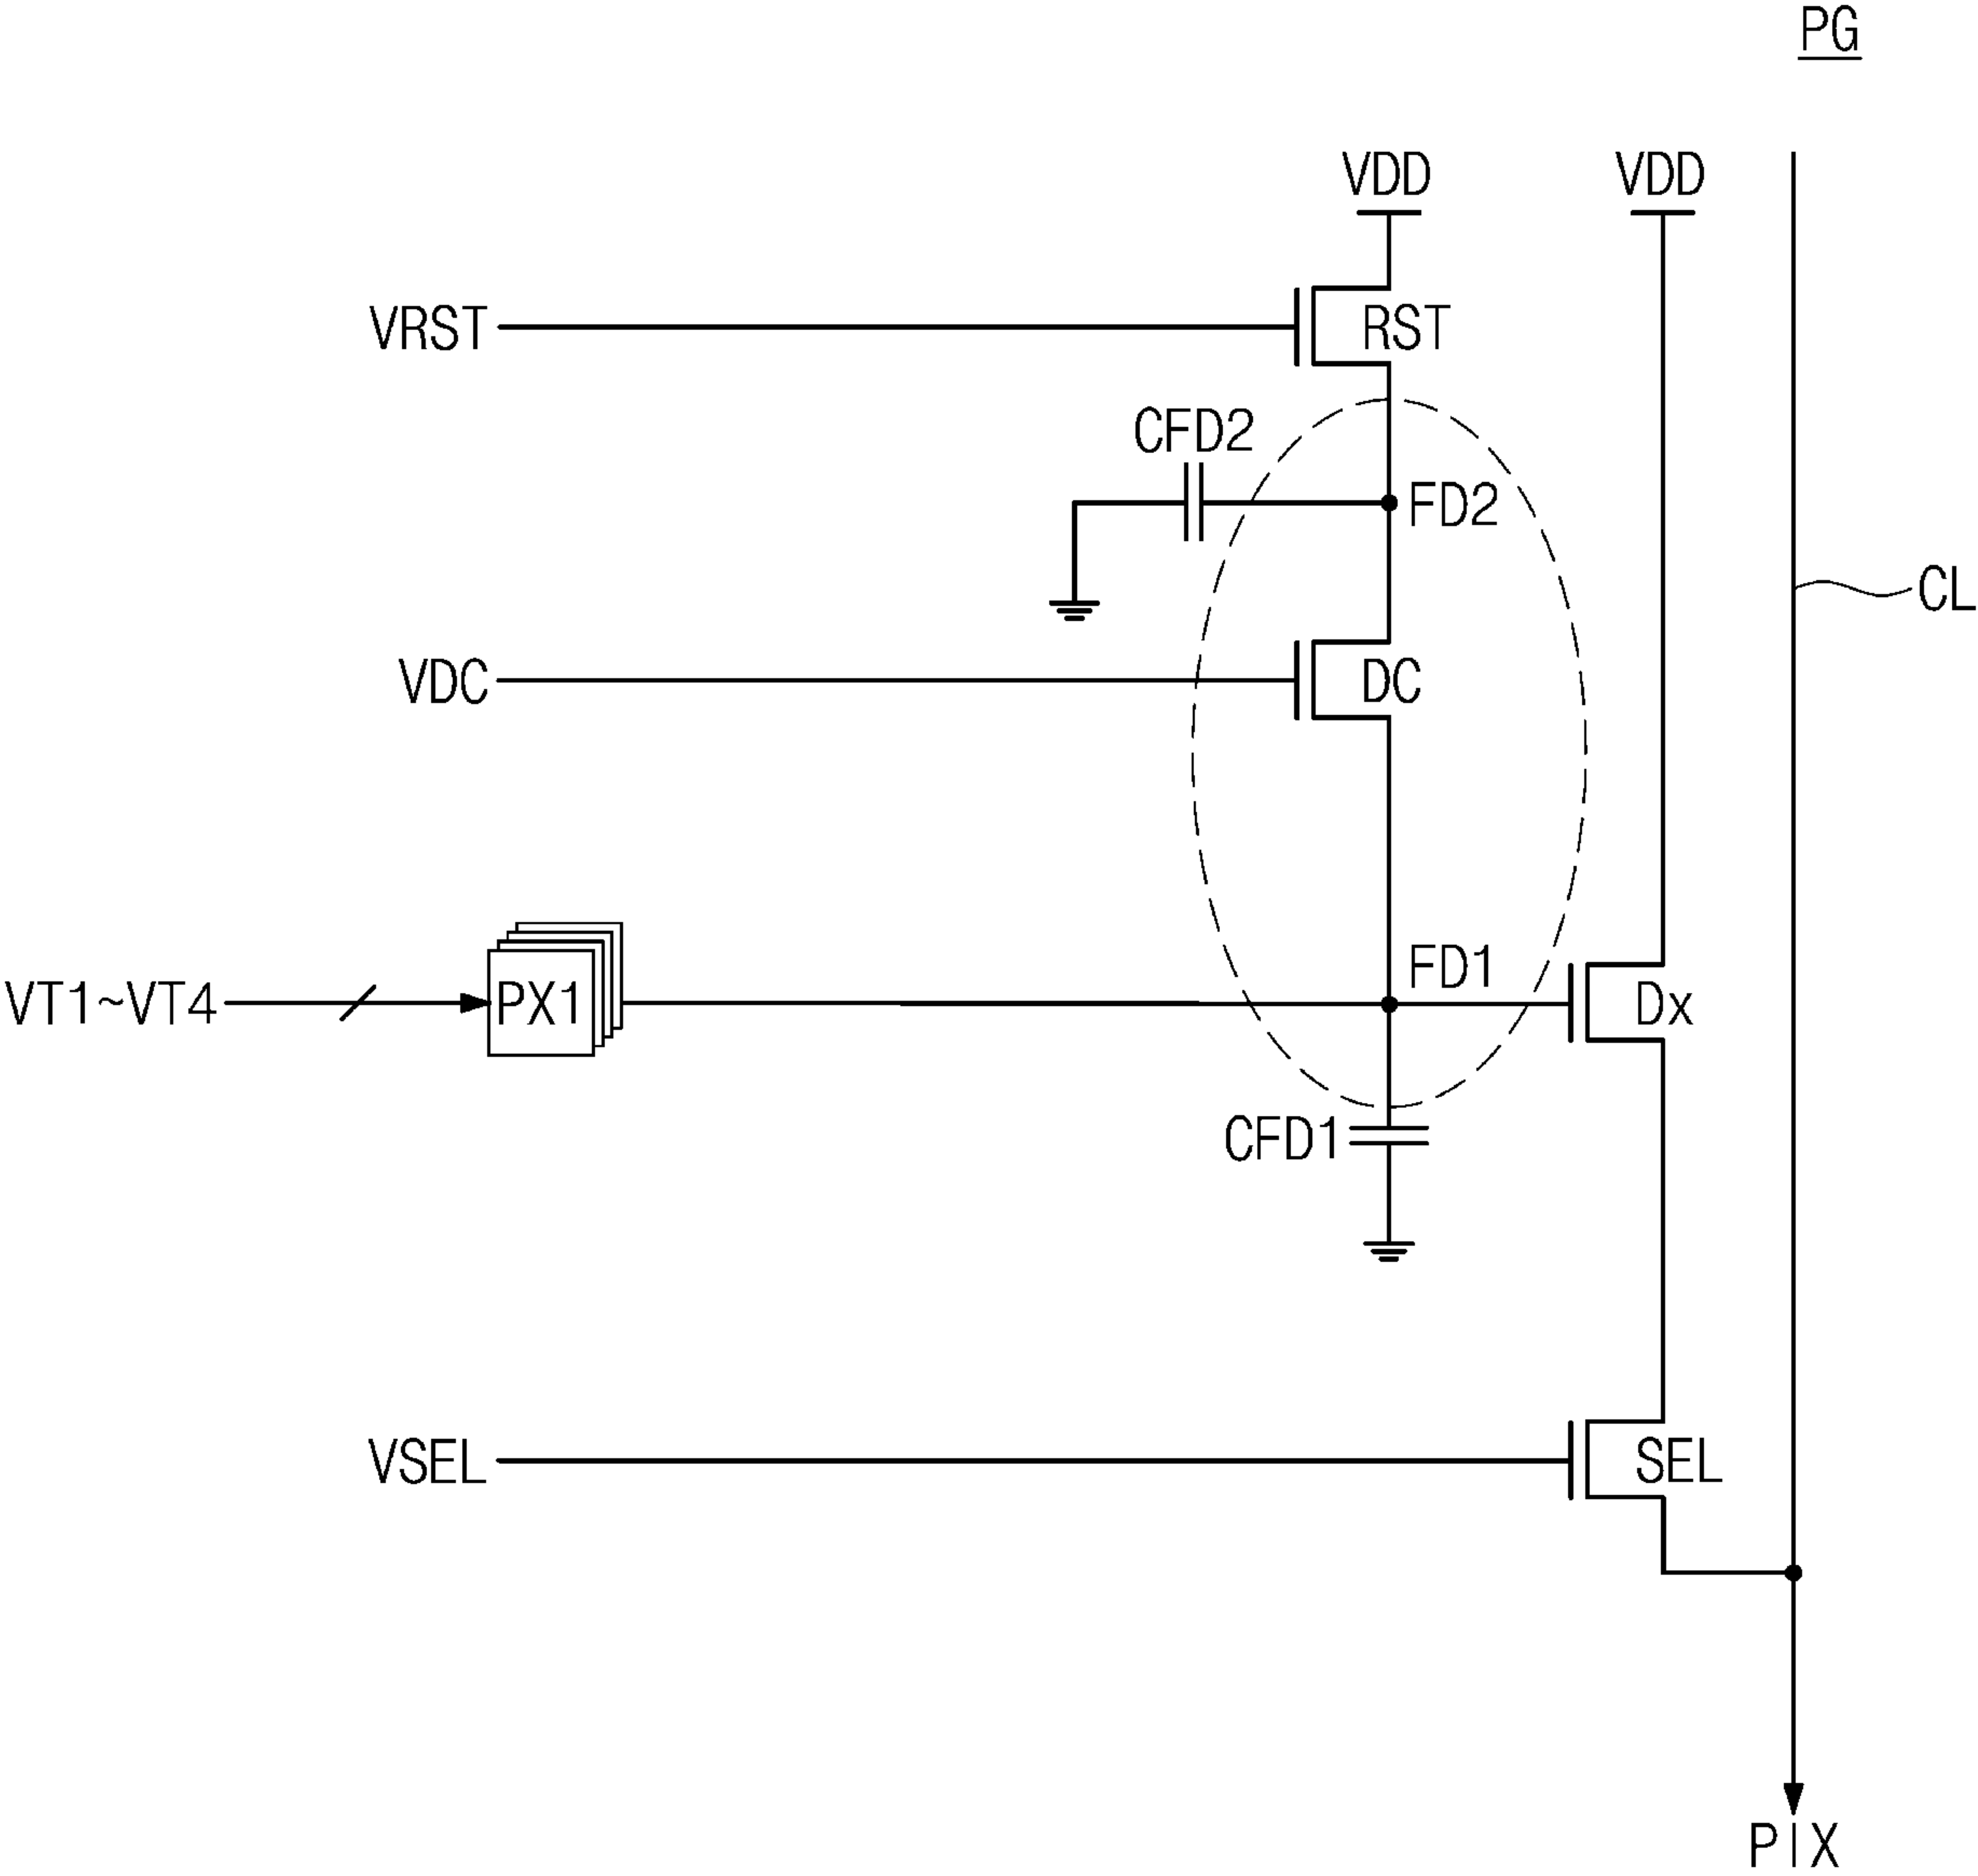 PG
VDD
VDD
VRST
RST
CFD2
FD2
CL
VDC
DC
FD1
VT1~VT4
PX1
Dx
CFD1
VSEL
SEL
PIX